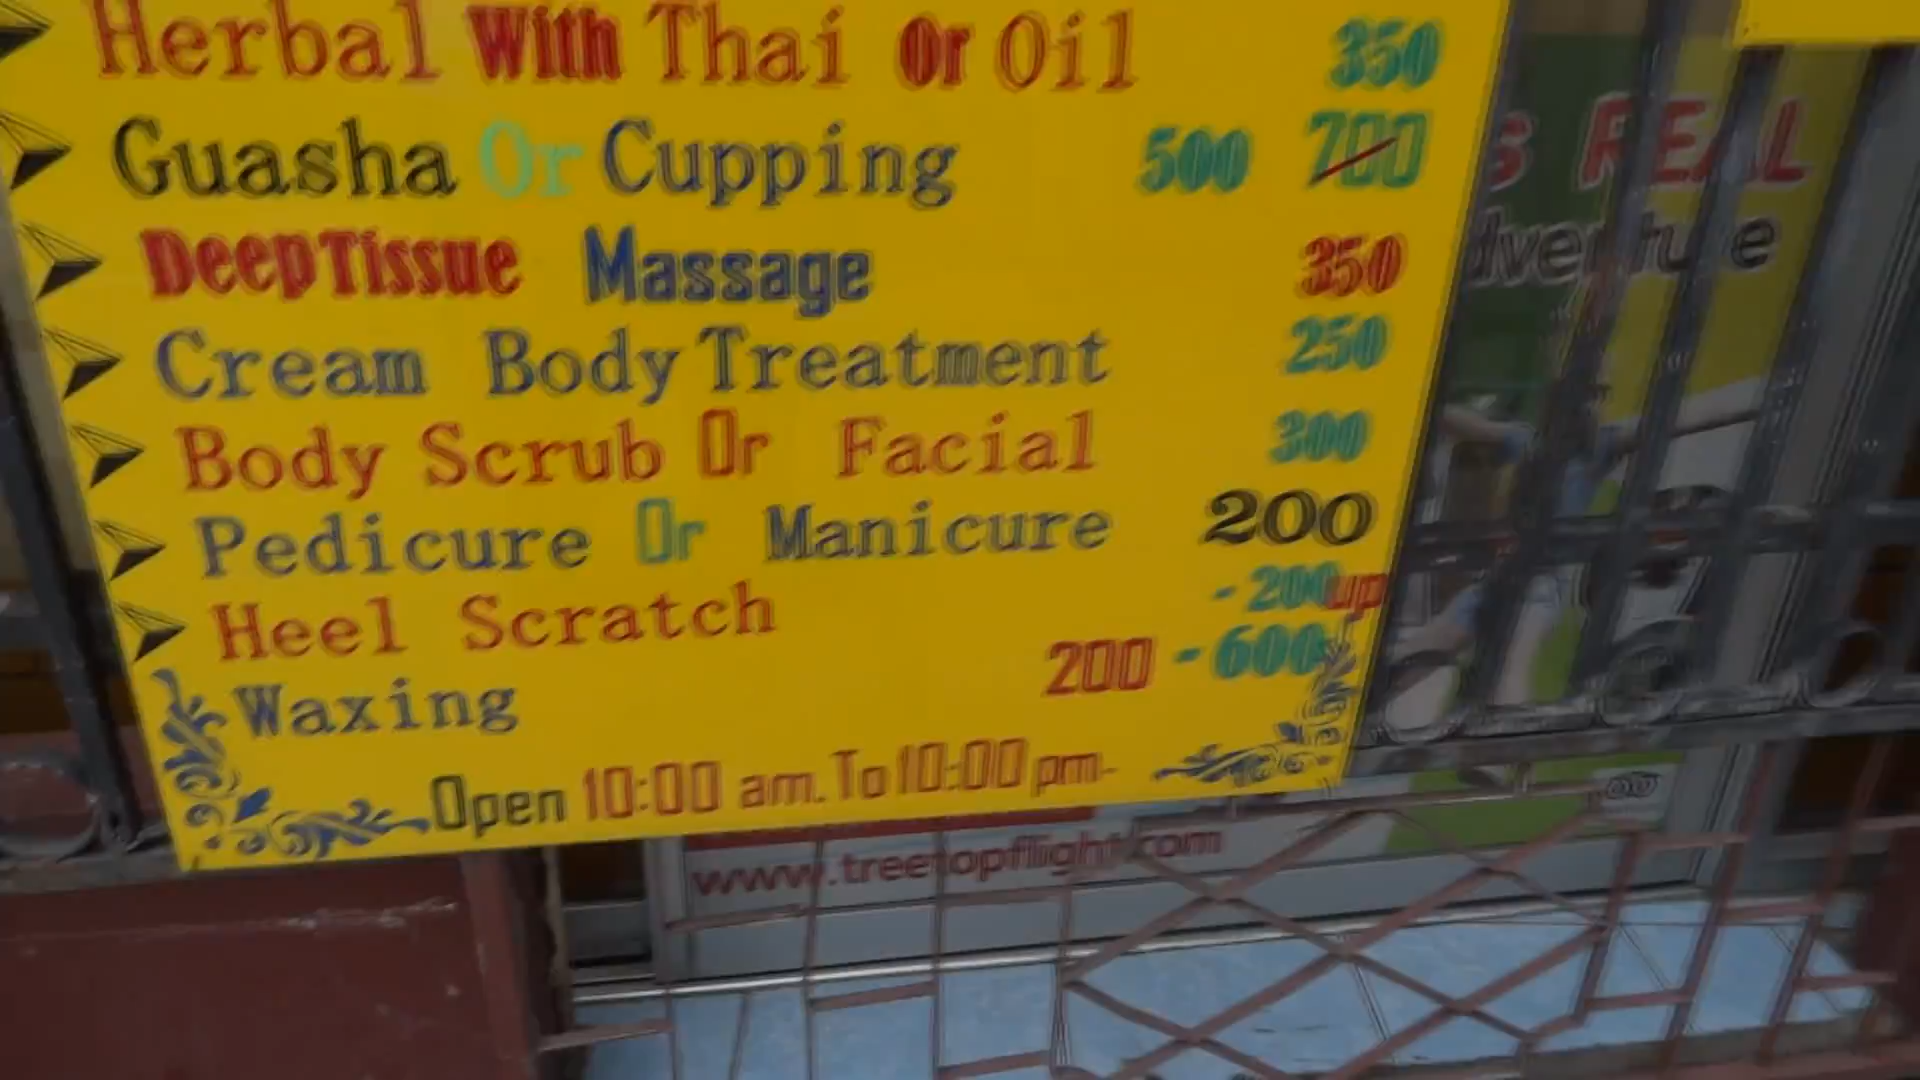 Herbal With Thai Or Oil 350
Guasha Or Cupping 500 700
DeepTissue Massage 350
Cream Body Treatment 250
Body Scrub Or Facial 300
Pedicure Or Manicure 200
Heel Scratch - 200up
Waxing 200 - 600
Open 10:00 am. To 10:00 pm-
REAL
www.treetopflight.com